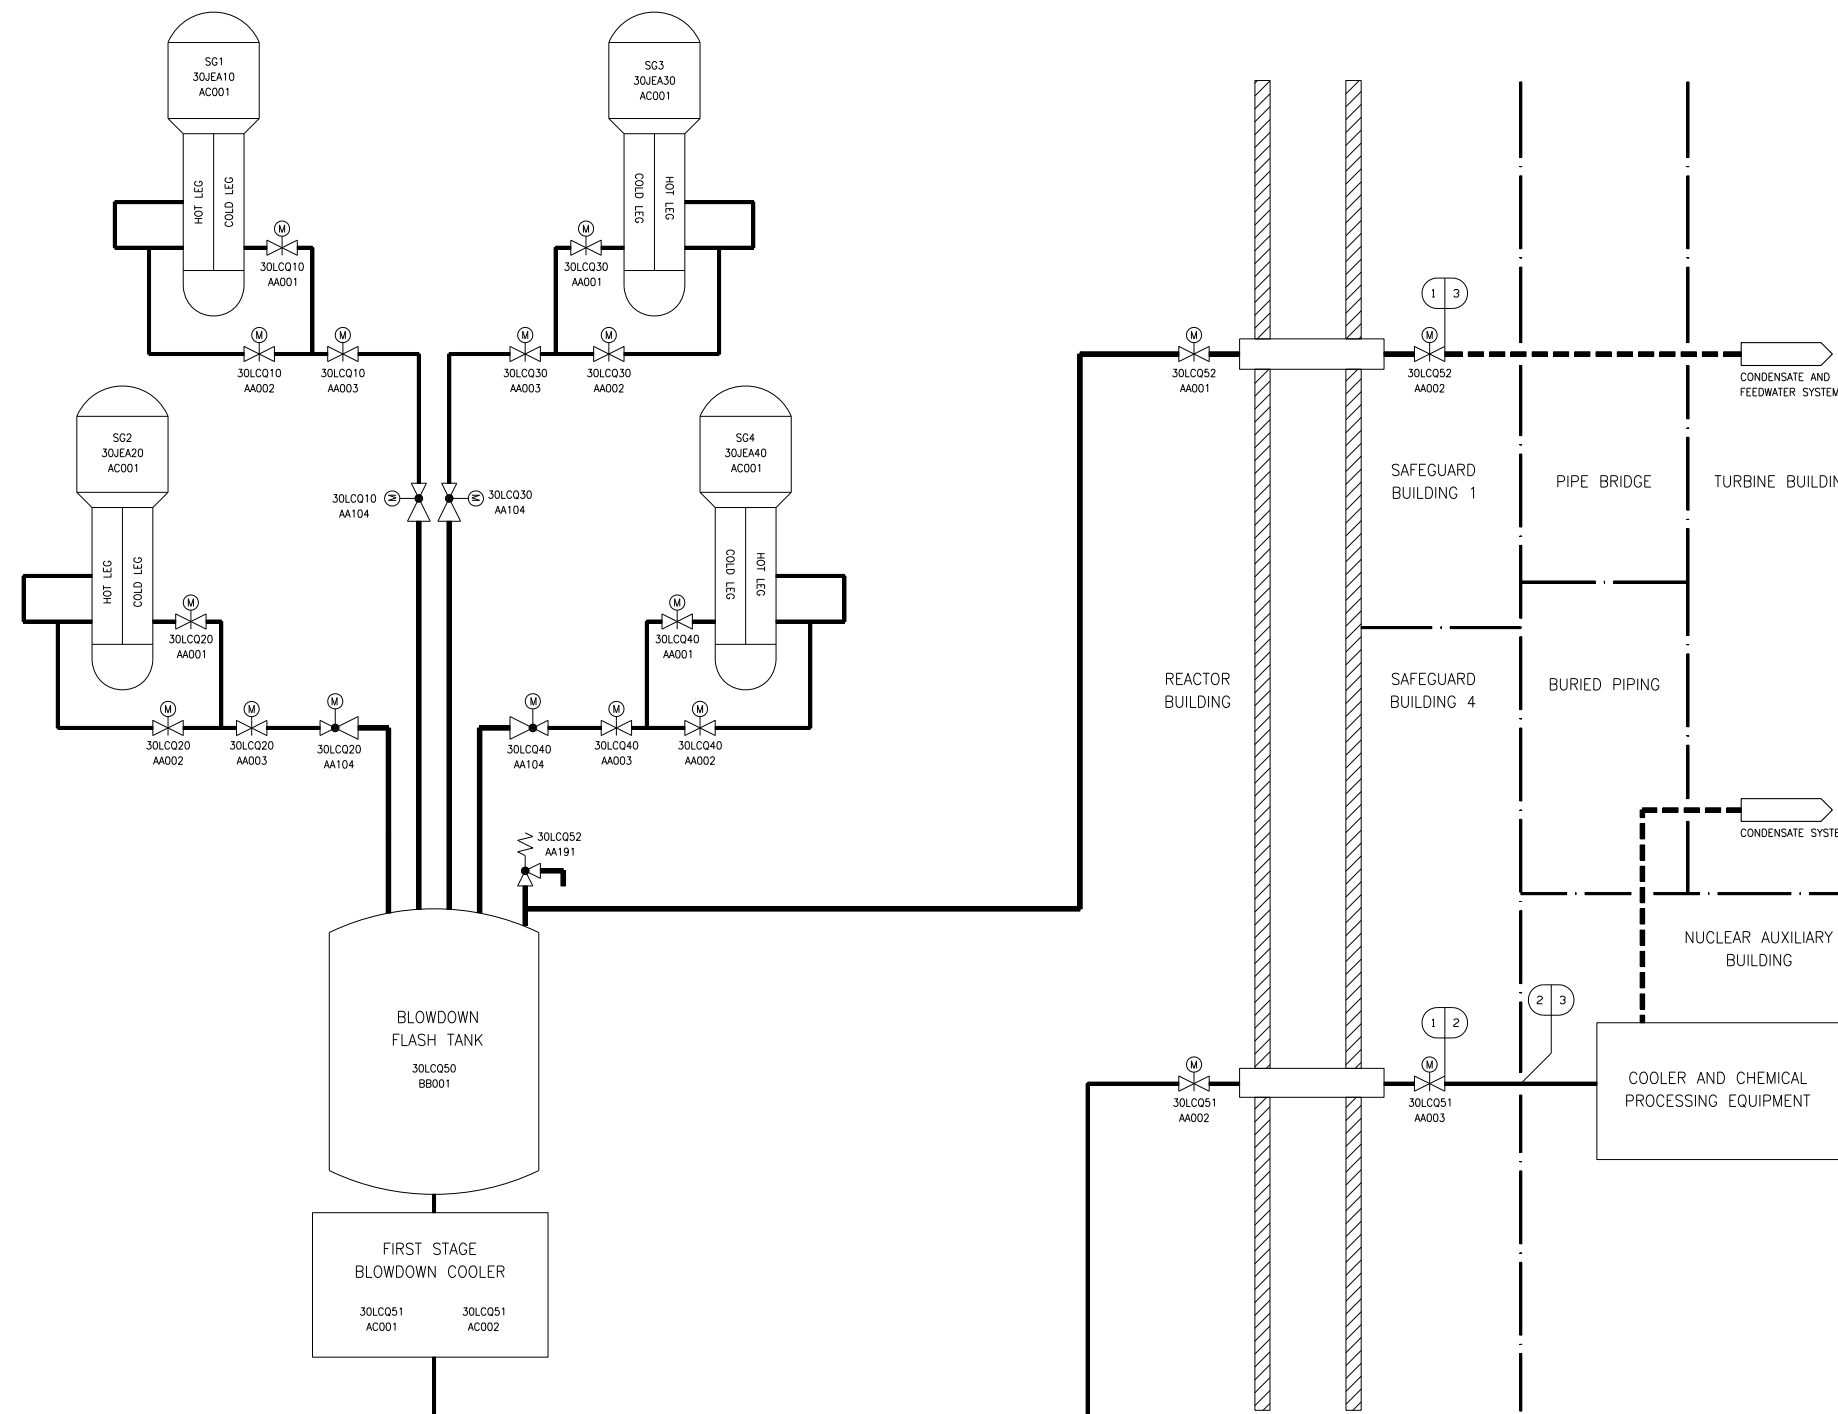 SG1
30JEA10
AC001
HOT LEG
COLD LEG
M
30LCQ10
AA001
M
30LCQ10
AA002
M
30LCQ10
AA003
SG3
30JEA30
AC001
COLD LEG
HOT LEG
M
30LCQ30
AA001
M
30LCQ30
AA003
M
30LCQ30
AA002
30LCQ10
AA104
M
M
30LCQ30
AA104
SG2
30JEA20
AC001
HOT LEG
COLD LEG
M
30LCQ20
AA001
M
30LCQ20
AA002
M
30LCQ20
AA003
M
30LCQ20
AA104
SG4
30JEA40
AC001
COLD LEG
HOT LEG
M
30LCQ40
AA001
M
30LCQ40
AA104
M
30LCQ40
AA003
M
30LCQ40
AA002
30LCQ52
AA191
BLOWDOWN
FLASH TANK
30LCQ50
BB001
FIRST STAGE
BLOWDOWN COOLER
30LCQ51
AC001
30LCQ51
AC002
M
30LCQ52
AA001
1 3
M
30LCQ52
AA002
CONDENSATE AND
FEEDWATER SYSTEM
SAFEGUARD
BUILDING 1
PIPE BRIDGE
TURBINE BUILDIN
REACTOR
BUILDING
SAFEGUARD
BUILDING 4
BURIED PIPING
CONDENSATE SYSTE
NUCLEAR AUXILIARY
BUILDING
M
30LCQ51
AA002
1 2
M
30LCQ51
AA003
2 3
COOLER AND CHEMICAL
PROCESSING EQUIPMENT